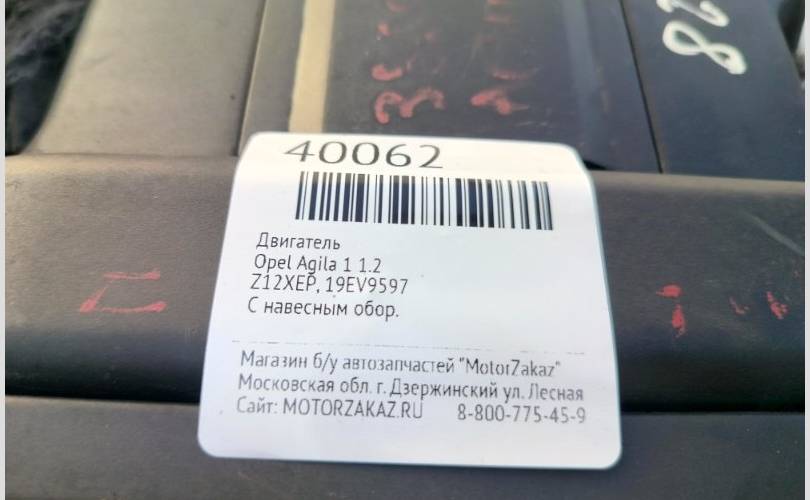 28
40062
Двигатель
Opel Agila 1 1.2
Z12XEP, 19EV9597
С навесным обор.
Магазин б/у автозапчастей "MotorZakaz"
Московская обл. г. Дзержинский ул. Лесная
Сайт: MOTORZAKAZ.RU 8-800-775-45-9